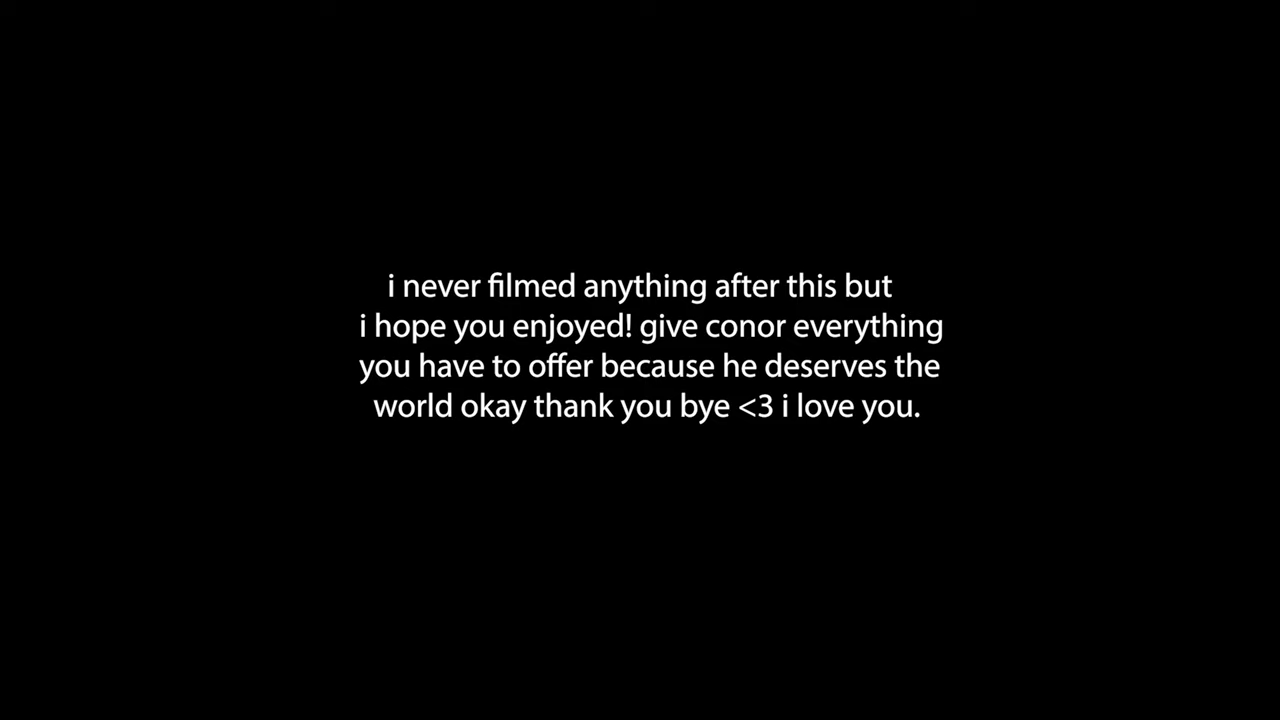 i never filmed anything after this but
i hope you enjoyed! give conor everything
you have to offer because he deserves the
world okay thank you bye <3 i love you.